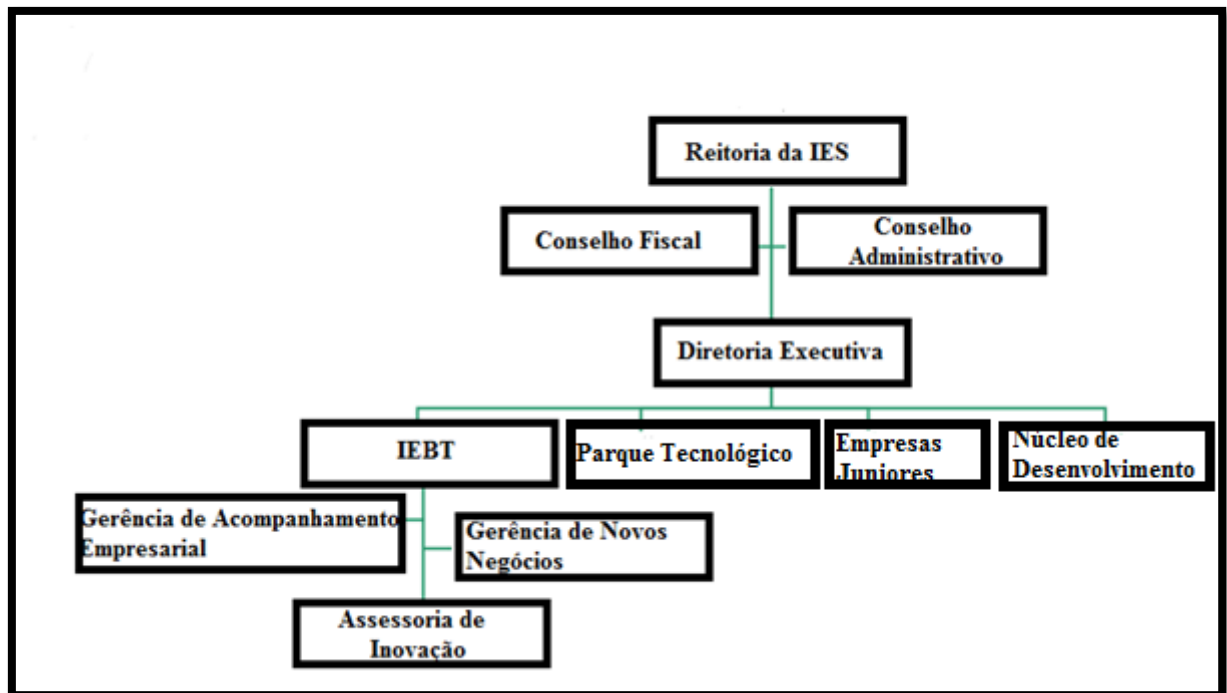 Reitoria da IES
Conselho Fiscal
Conselho
Administrativo
Diretoria Executiva
IEBT
Parque Tecnológico
Empresas
Juniores
Núcleo de
Desenvolvimento
Gerência de Acompanhamento
Empresarial
Gerência de Novos
Negócios
Assessoria de
Inovação